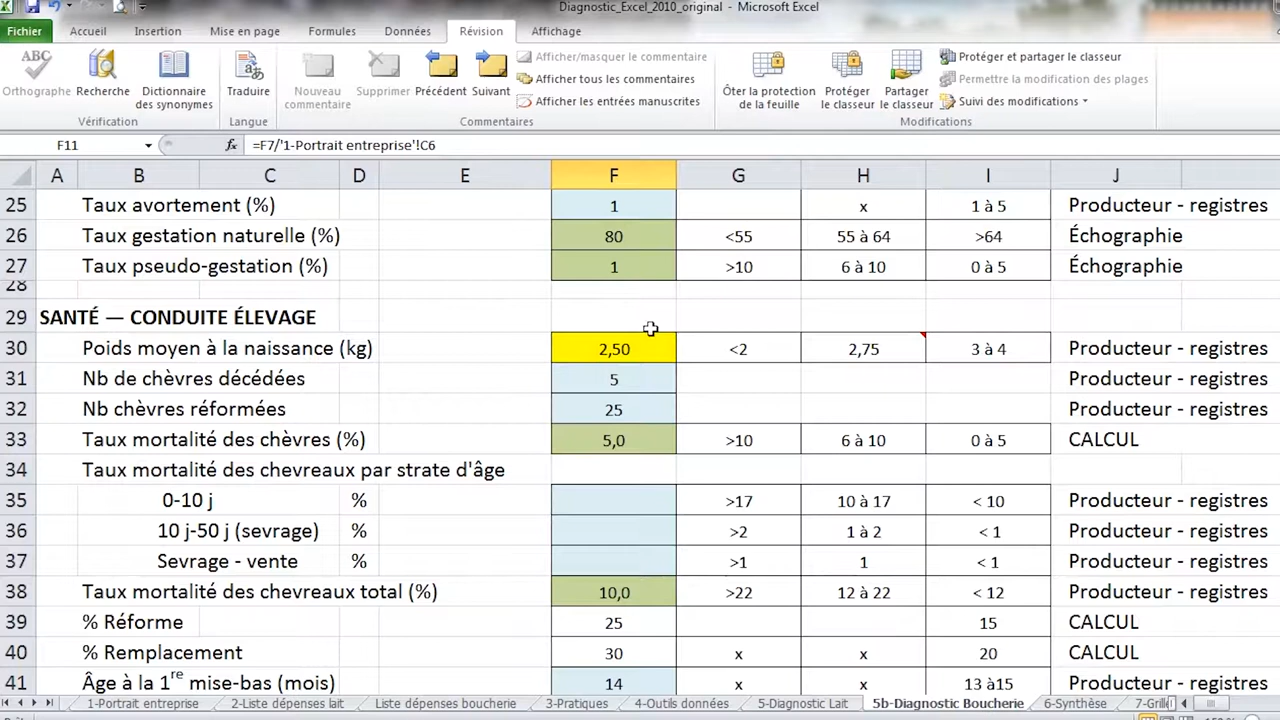 Diagnostic_Excel_2010_original - Microsoft Excel
Fichier Accueil Insertion Mise en page Formules Données Révision Affichage
ABC Orthographe Recherche Dictionnaire des synonymes Traduire Nouveau commentaire Supprimer Précédent Suivant
Afficher/masquer le commentaire
Afficher tous les commentaires
Afficher les entrées manuscrites
Ôter la protection de la feuille Protéger le classeur Partager le classeur
Protéger et partager le classeur
Permettre la modification des plages
Suivi des modifications
Vérification Langue Commentaires Modifications
F11 fx =F7/'1-Portrait entreprise'!C6
A B C D E F G H I J
25 Taux avortement (%) 1 x 1 à 5 Producteur - registres
26 Taux gestation naturelle (%) 80 <55 55 à 64 >64 Échographie
27 Taux pseudo-gestation (%) 1 >10 6 à 10 0 à 5 Échographie
28
29 SANTÉ — CONDUITE ÉLEVAGE
30 Poids moyen à la naissance (kg) 2,50 <2 2,75 3 à 4 Producteur - registres
31 Nb de chèvres décédées 5 Producteur - registres
32 Nb chèvres réformées 25 Producteur - registres
33 Taux mortalité des chèvres (%) 5,0 >10 6 à 10 0 à 5 CALCUL
34 Taux mortalité des chevreaux par strate d'âge
35 0-10 j % >17 10 à 17 < 10 Producteur - registres
36 10 j-50 j (sevrage) % >2 1 à 2 < 1 Producteur - registres
37 Sevrage - vente % >1 1 < 1 Producteur - registres
38 Taux mortalité des chevreaux total (%) 10,0 >22 12 à 22 < 12 Producteur - registres
39 % Réforme 25 15 CALCUL
40 % Remplacement 30 x x 20 CALCUL
41 Âge à la 1re mise-bas (mois) 14 x x 13 à15 Producteur - registres
1-Portrait entreprise 2-Liste dépenses lait Liste dépenses boucherie 3-Pratiques 4-Outils données 5-Diagnostic Lait 5b-Diagnostic Boucherie 6-Synthèse 7-Grille